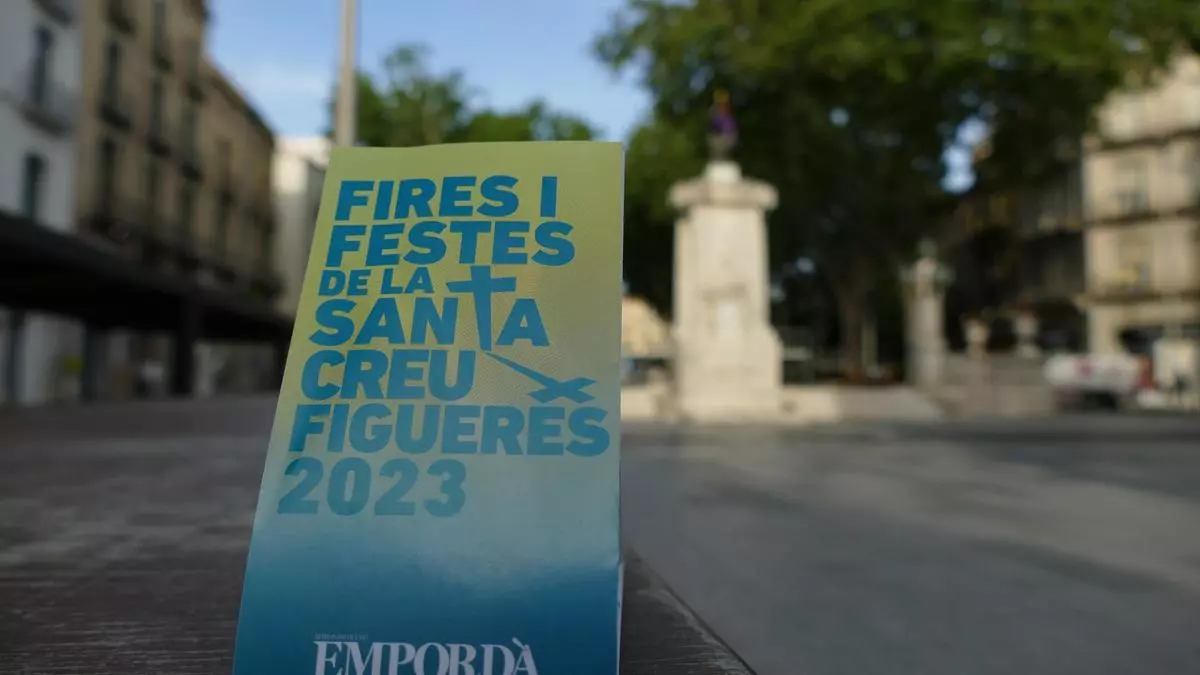 FIRES I
FESTES
DE LA
SANTA
CREU
FIGUERES
2023
EMPORDÀ